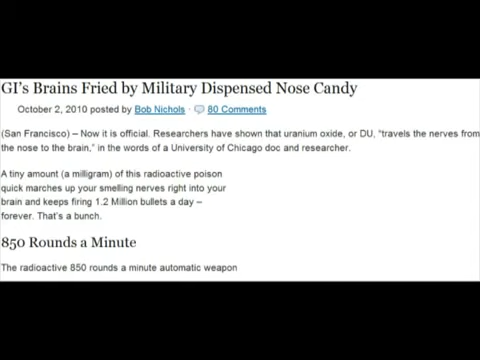 GI's Brains Fried by Military Dispensed Nose Candy
October 2, 2010 posted by Bob Nichols · 80 Comments
(San Francisco) – Now it is official. Researchers have shown that uranium oxide, or DU, “travels the nerves from
the nose to the brain,” in the words of a University of Chicago doc and researcher.
A tiny amount (a miligram) of this radioactive poison
quick marches up your smelling nerves right into your
brain and keeps firing 1.2 Million bullets a day –
forever. That's a bunch.
850 Rounds a Minute
The radioactive 850 rounds a minute automatic weapon